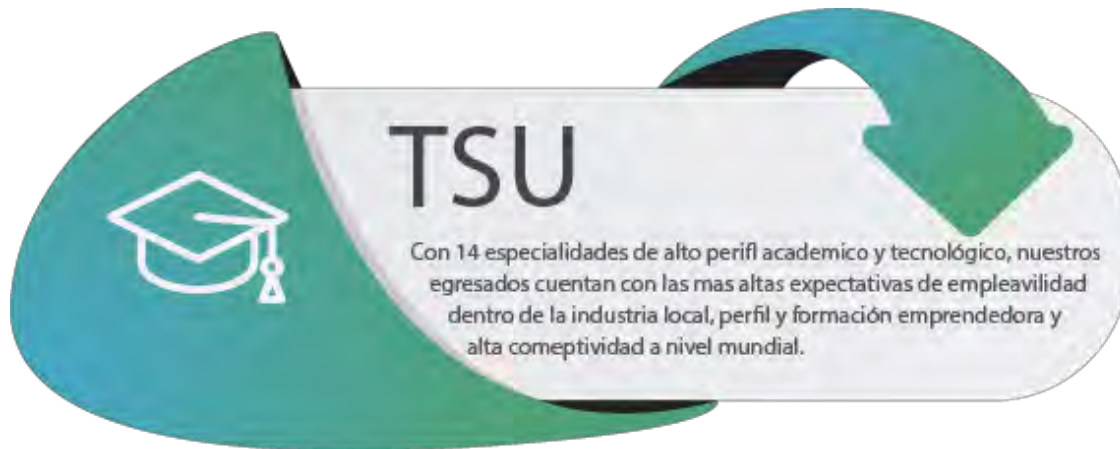 TSU
Con 14 especialidades de alto perifl academico y tecnológico, nuestros
egresados cuentan con las mas altas expectativas de empleavilidad
dentro de la industria local, perfil y formación emprendedora y
alta comeptividad a nivel mundial.